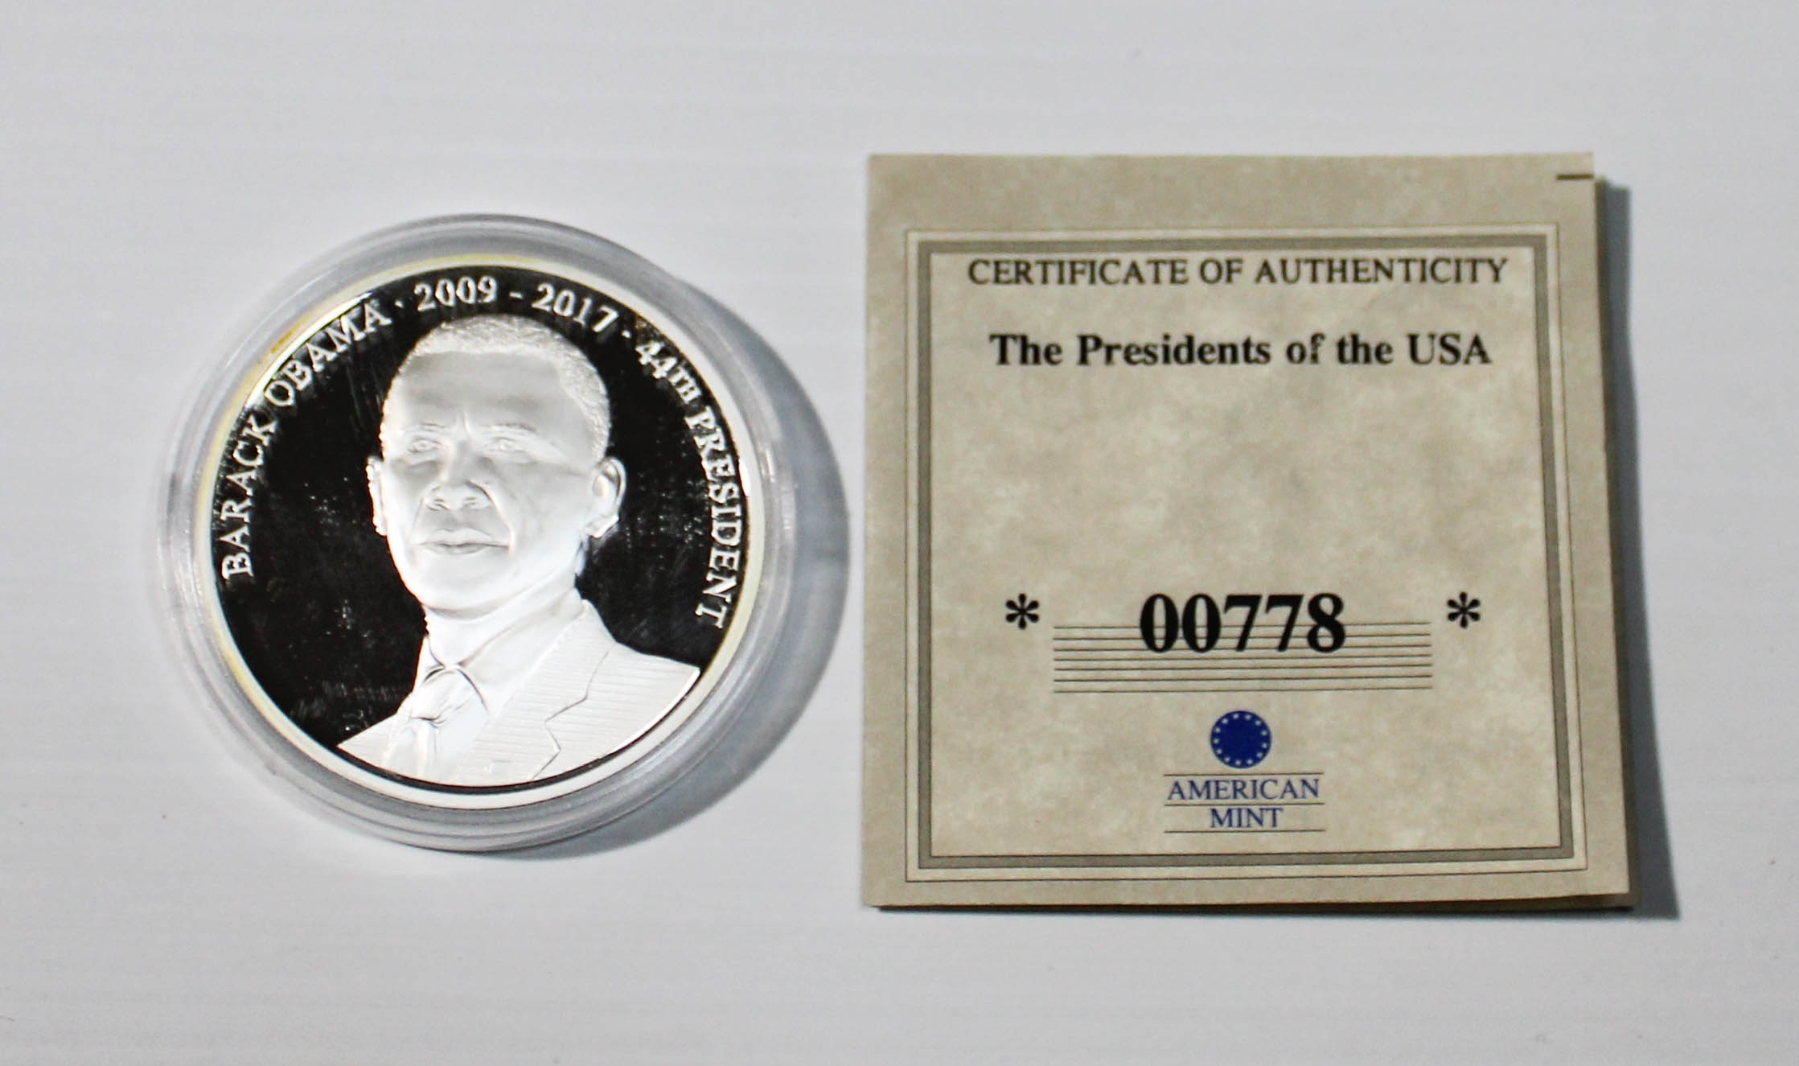 BARACK OBAMA · 2009 - 2017 · 44TH PRESIDENT
CERTIFICATE OF AUTHENTICITY
The Presidents of the USA
* 00778 *
AMERICAN
MINT